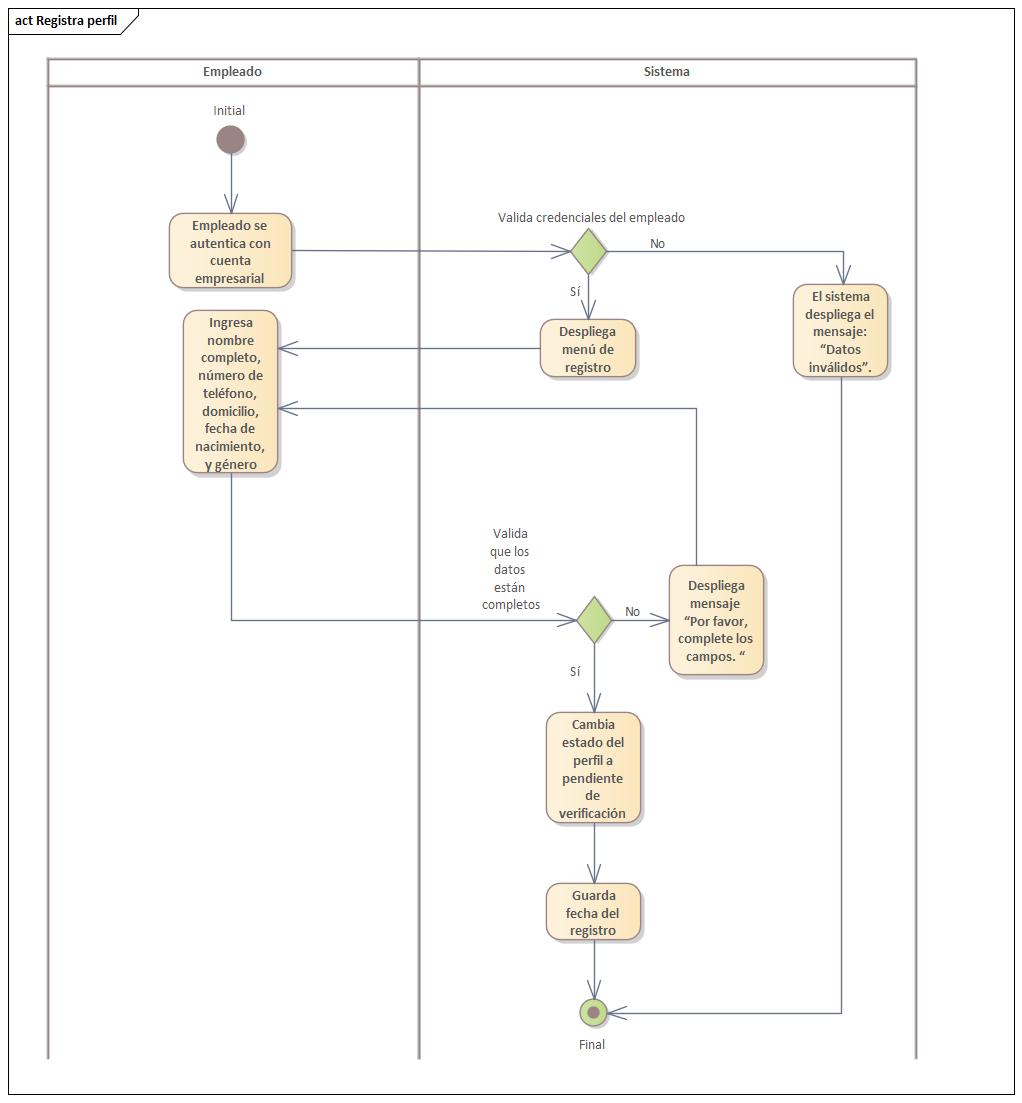 act Registra perfil
Empleado
Sistema
Initial
Empleado se
autentica con
cuenta
empresarial
Valida credenciales del empleado
No
Sí
El sistema
despliega el
mensaje:
“Datos
inválidos”.
Despliega
menú de
registro
Ingresa
nombre
completo,
número de
teléfono,
domicilio,
fecha de
nacimiento,
y género
Valida
que los
datos
están
completos
No
Despliega
mensaje
“Por favor,
complete los
campos. “
Sí
Cambia
estado del
perfil a
pendiente
de
verificación
Guarda
fecha del
registro
Final